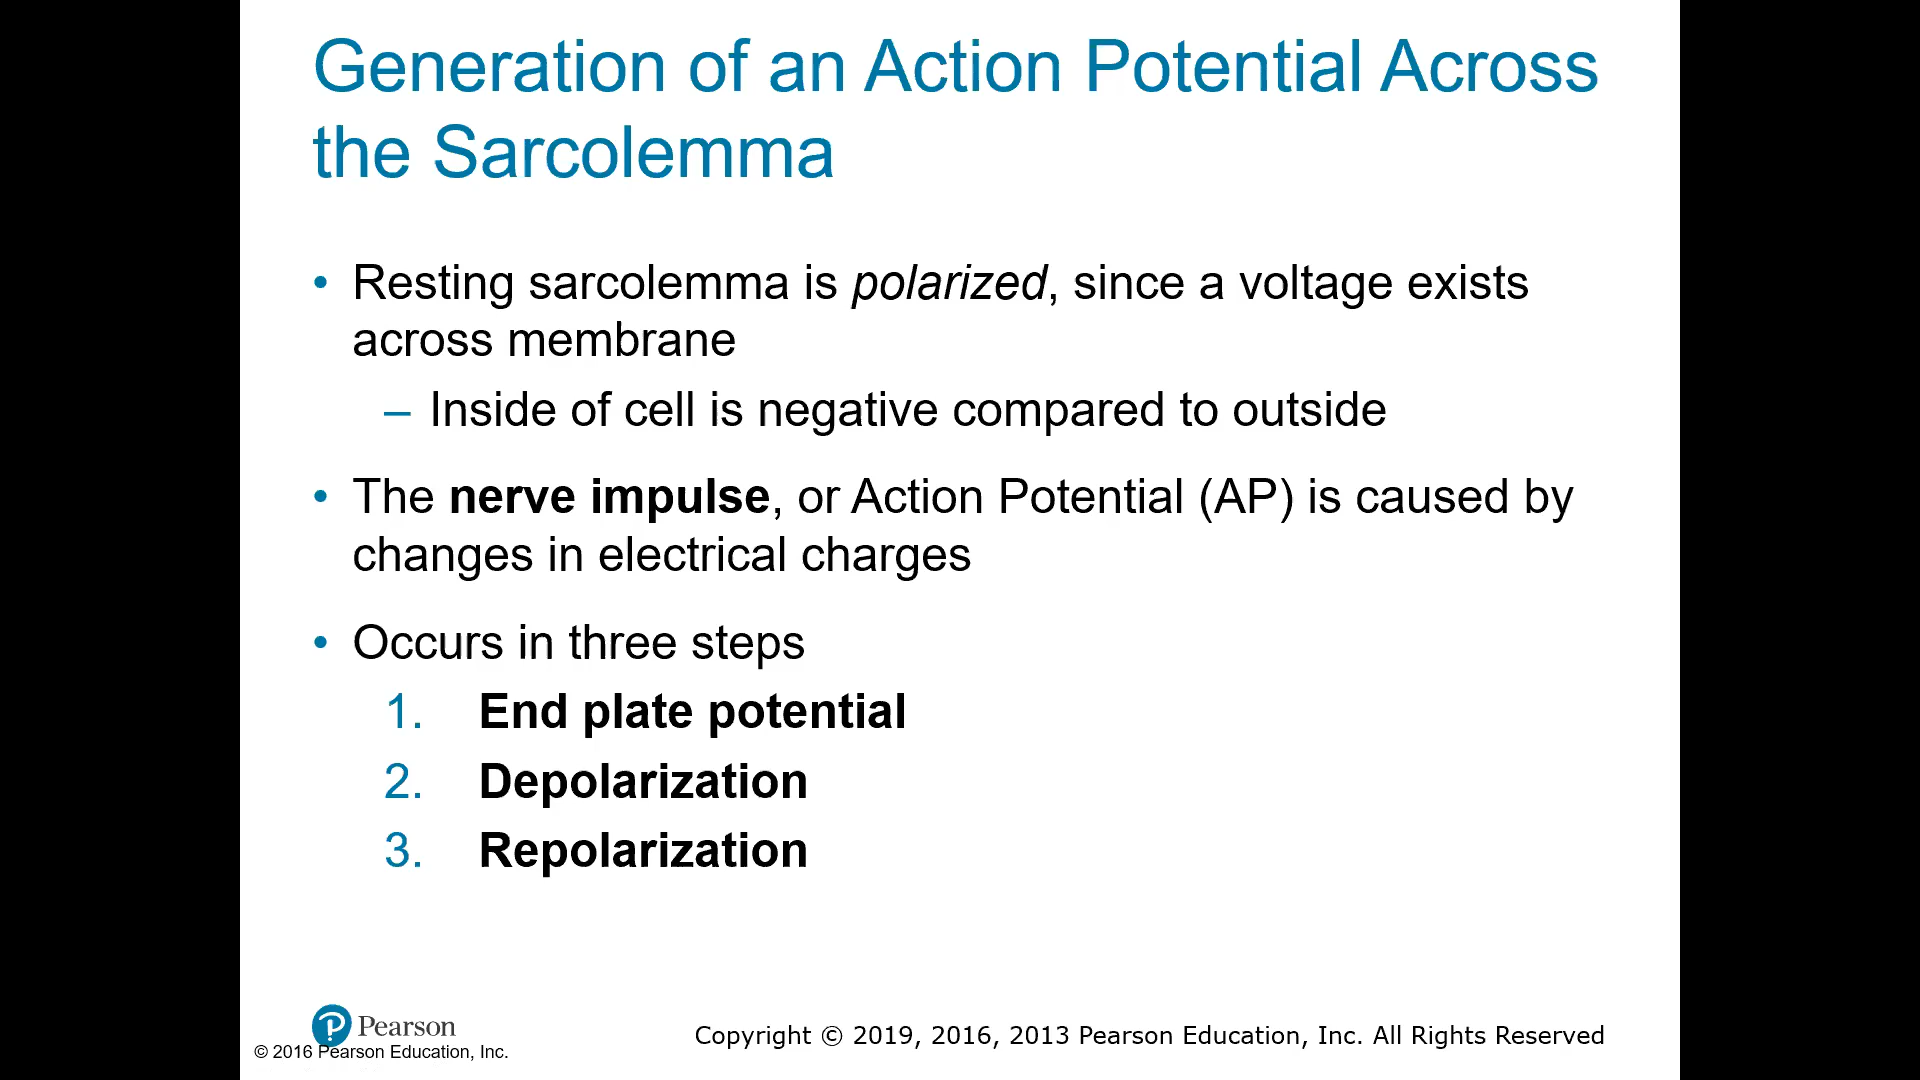 Generation of an Action Potential Across
the Sarcolemma
• Resting sarcolemma is polarized, since a voltage exists
across membrane
– Inside of cell is negative compared to outside
• The nerve impulse, or Action Potential (AP) is caused by
changes in electrical charges
• Occurs in three steps
1. End plate potential
2. Depolarization
3. Repolarization
Pearson
© 2016 Pearson Education, Inc.
Copyright © 2019, 2016, 2013 Pearson Education, Inc. All Rights Reserved